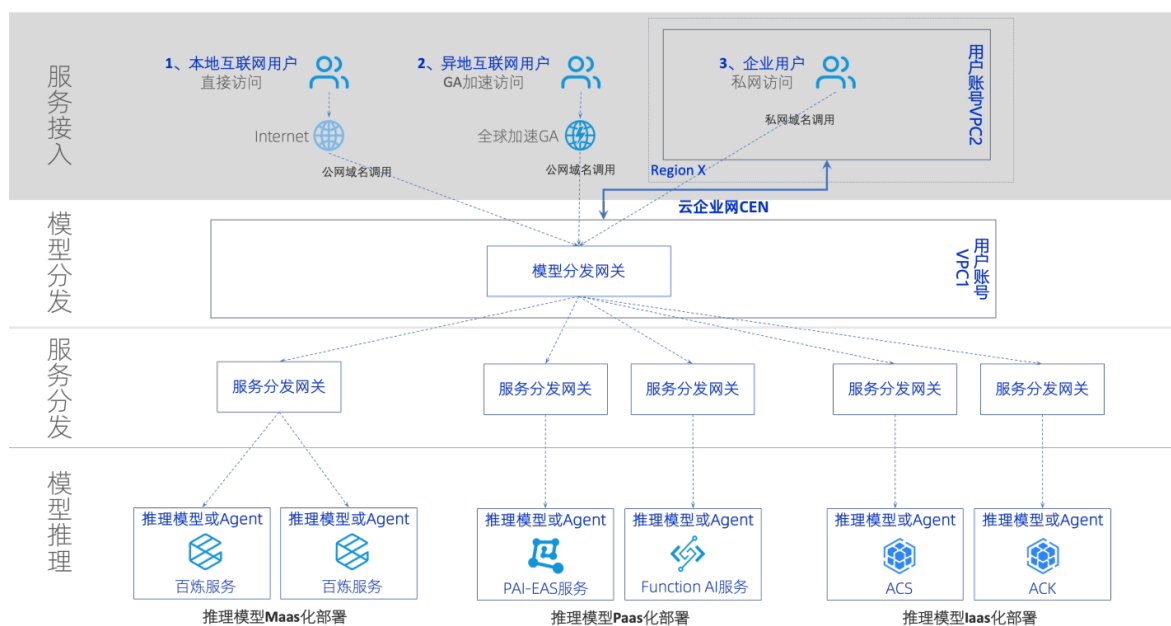 服务接入
1、本地互联网用户
直接访问
Internet
公网域名调用
2、异地互联网用户
GA加速访问
全球加速GA
公网域名调用
3、企业用户
私网访问
私网域名调用
用户账号VPC2
Region X
云企业网CEN
模型分发
模型分发网关
用户账号
VPC1
服务分发
服务分发网关
服务分发网关
服务分发网关
服务分发网关
服务分发网关
模型推理
推理模型或Agent
百炼服务
推理模型或Agent
百炼服务
推理模型或Agent
PAI-EAS服务
推理模型或Agent
Function AI服务
推理模型或Agent
ACS
推理模型或Agent
ACK
推理模型Maas化部署
推理模型Paas化部署
推理模型Iaas化部署